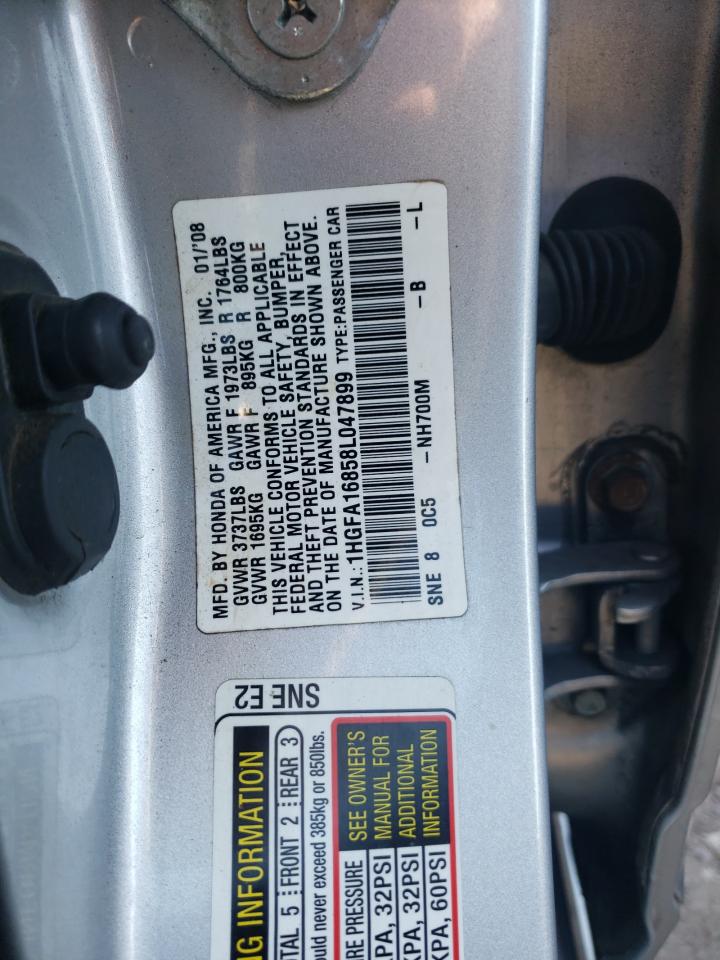 MFD. BY HONDA OF AMERICA MFG., INC. 01/'08
GVWR 3737LBS GAWR F 1973LBS R 1764LBS
GVWR 1695KG GAWR F 895KG R 800KG
THIS VEHICLE CONFORMS TO ALL APPLICABLE
FEDERAL MOTOR VEHICLE SAFETY, BUMPER,
AND THEFT PREVENTION STANDARDS IN EFFECT
ON THE DATE OF MANUFACTURE SHOWN ABOVE.
V.I.N.: 1HGFA16858L047899 TYPE:PASSENGER CAR
SNE 8 0C5 -NH700M -B -L
SNE E2
INFORMATION
5 FRONT 2 REAR 3
never exceed 385kg or 850lbs.
PRESSURE
SEE OWNER'S
MANUAL FOR
ADDITIONAL
INFORMATION
KPA, 32PSI
KPA, 32PSI
KPA, 60PSI